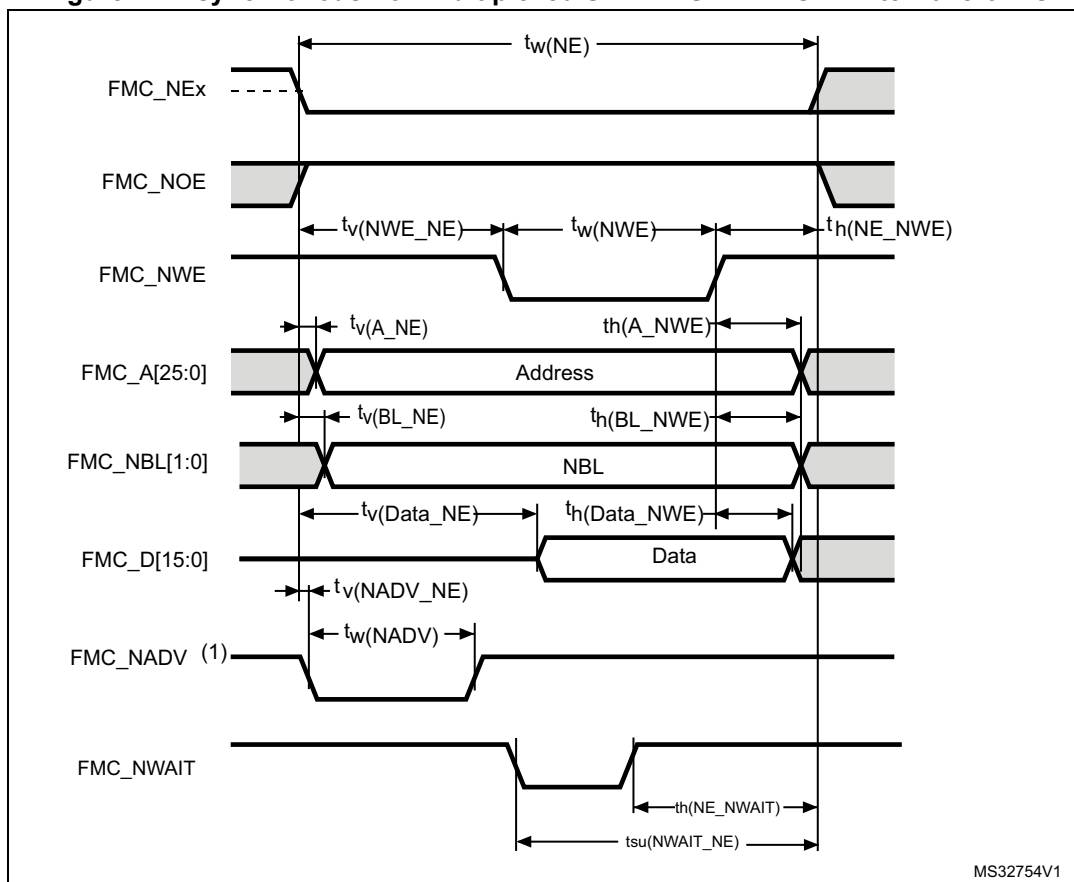 tw(NE)
FMC_NEx
FMC_NOE
tv(NWE_NE)
tw(NWE)
th(NE_NWE)
FMC_NWE
tv(A_NE)
th(A_NWE)
FMC_A[25:0]
Address
tv(BL_NE)
th(BL_NWE)
FMC_NBL[1:0]
NBL
tv(Data_NE)
th(Data_NWE)
FMC_D[15:0]
Data
tv(NADV_NE)
tw(NADV)
FMC_NADV (1)
FMC_NWAIT
th(NE_NWAIT)
tsu(NWAIT_NE)
MS32754V1